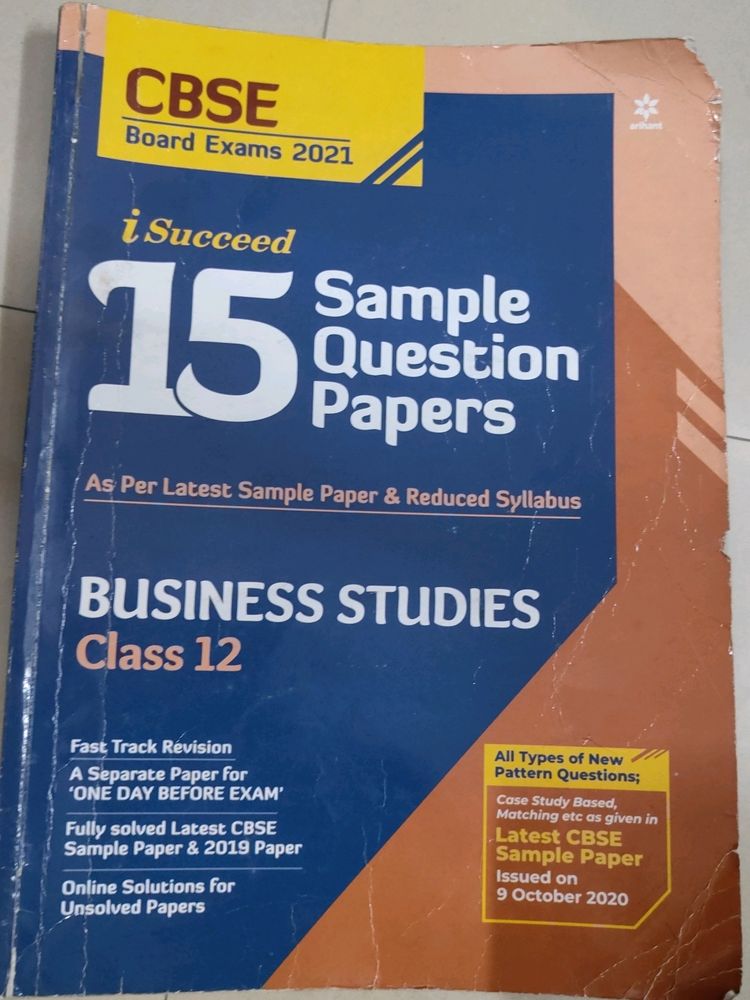 CBSE
Board Exams 2021
arihant
i Succeed
15 Sample
Question
Papers
As Per Latest Sample Paper & Reduced Syllabus
BUSINESS STUDIES
Class 12
Fast Track Revision
A Separate Paper for
'ONE DAY BEFORE EXAM'
Fully solved Latest CBSE
Sample Paper & 2019 Paper
Online Solutions for
Unsolved Papers
All Types of New
Pattern Questions;
Case Study Based,
Matching etc as given in
Latest CBSE
Sample Paper
Issued on
9 October 2020